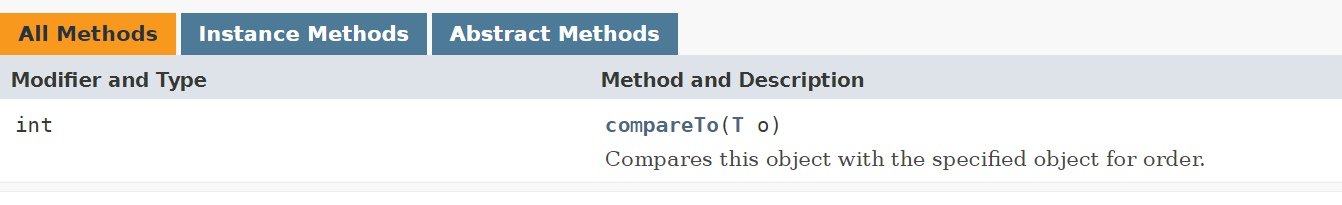 All Methods Instance Methods Abstract Methods
Modifier and Type Method and Description
int compareTo(T o)
Compares this object with the specified object for order.